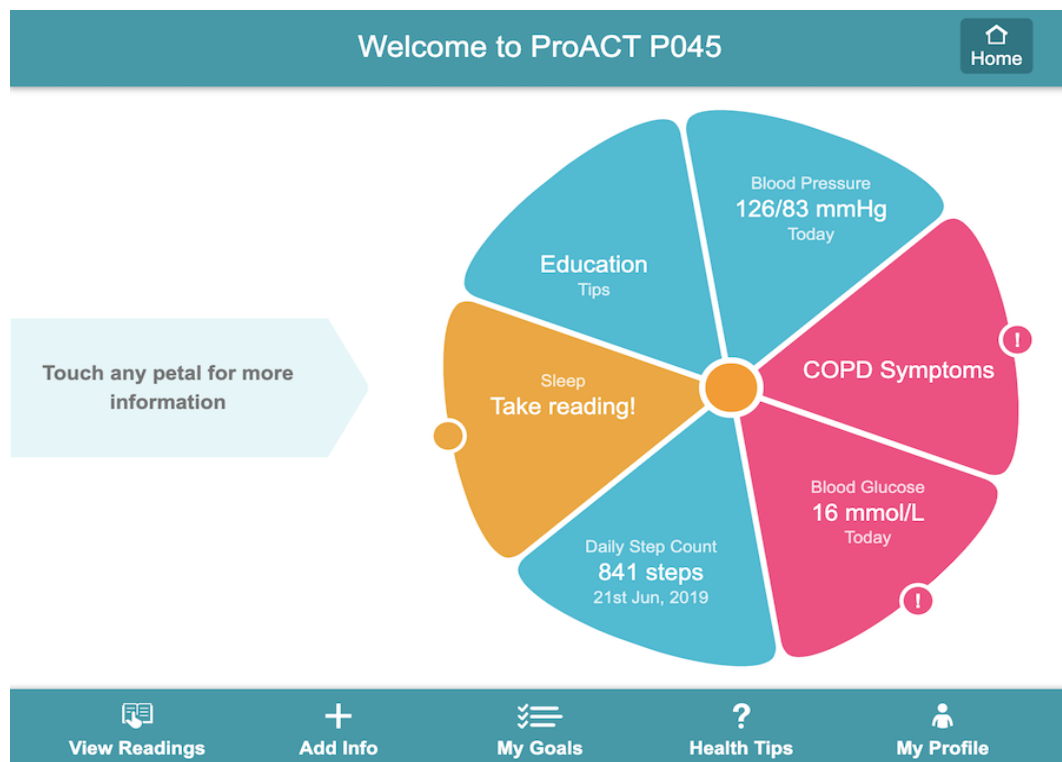 Welcome to ProACT P045
Home
Touch any petal for more
information
Education
Tips
Blood Pressure
126/83 mmHg
Today
COPD Symptoms
!
Blood Glucose
16 mmol/L
Today
!
Daily Step Count
841 steps
21st Jun, 2019
Sleep
Take reading!
View Readings
Add Info
My Goals
?
Health Tips
My Profile